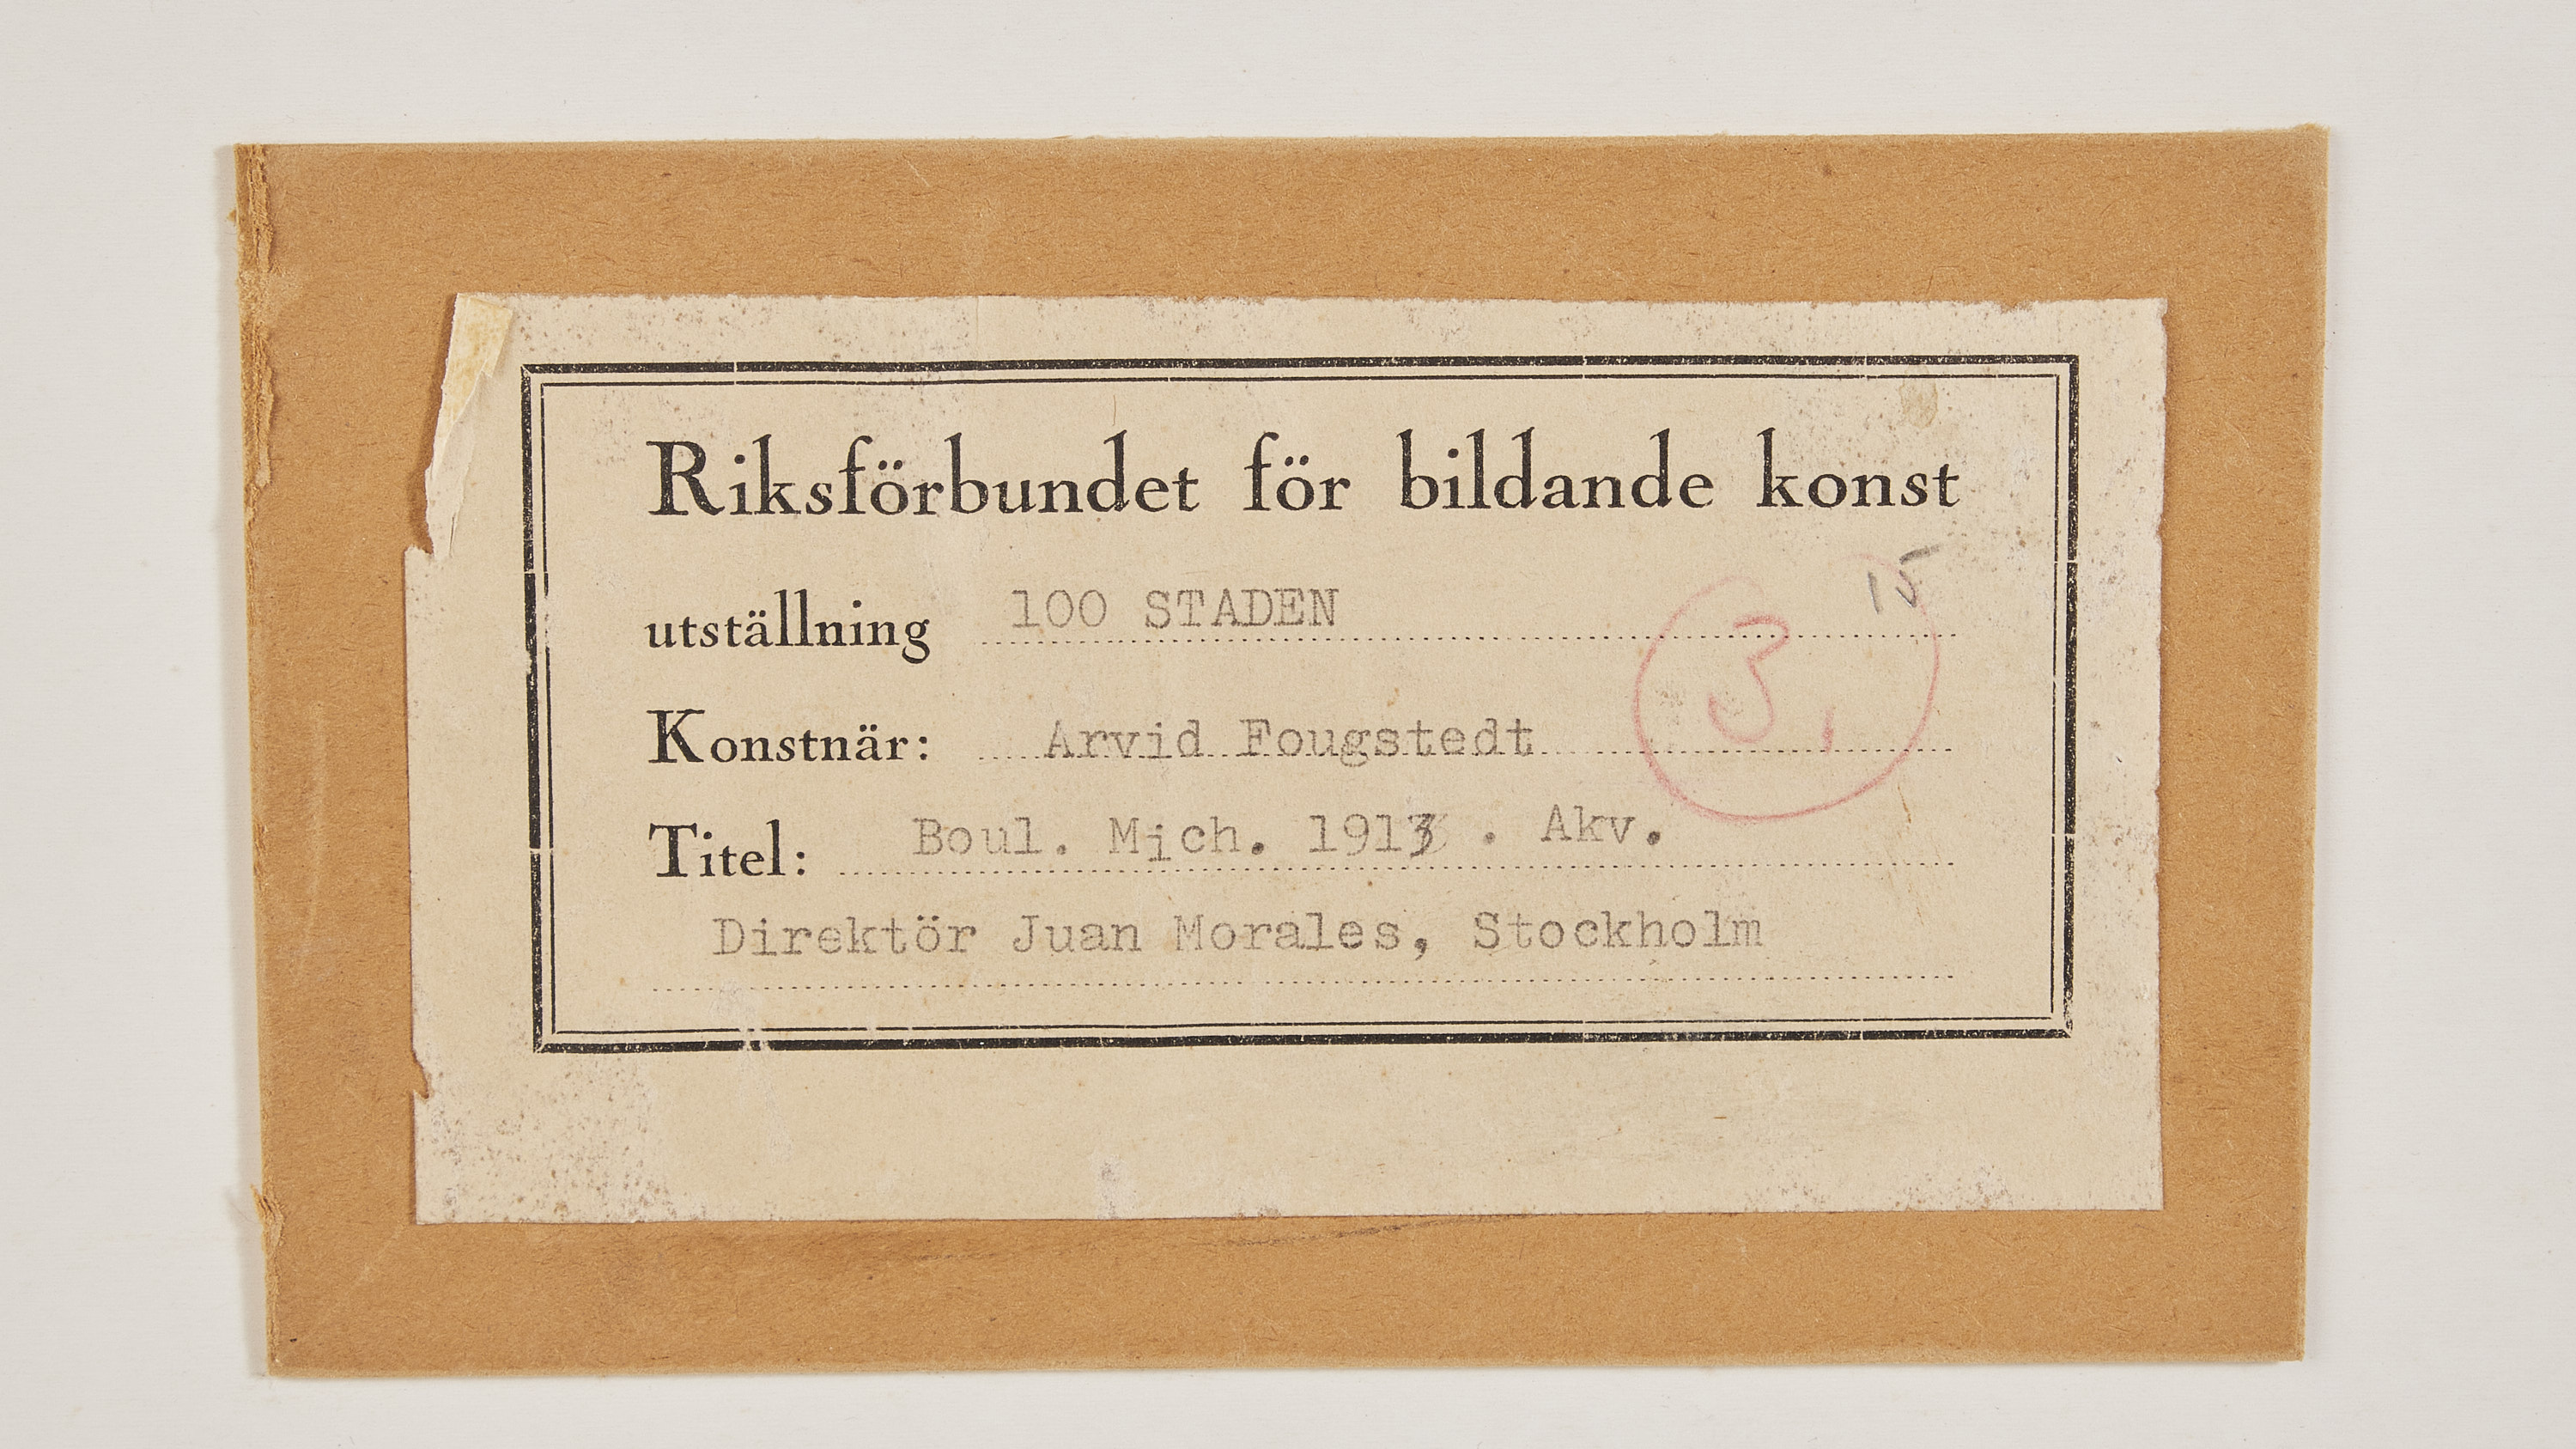 Riksförbundet för bildande konst
15
utställning 100 STADEN
3,
Konstnär: Arvid Fougstedt
Titel: Boul. Mich. 1913 . Akv.
Direktör Juan Morales, Stockholm